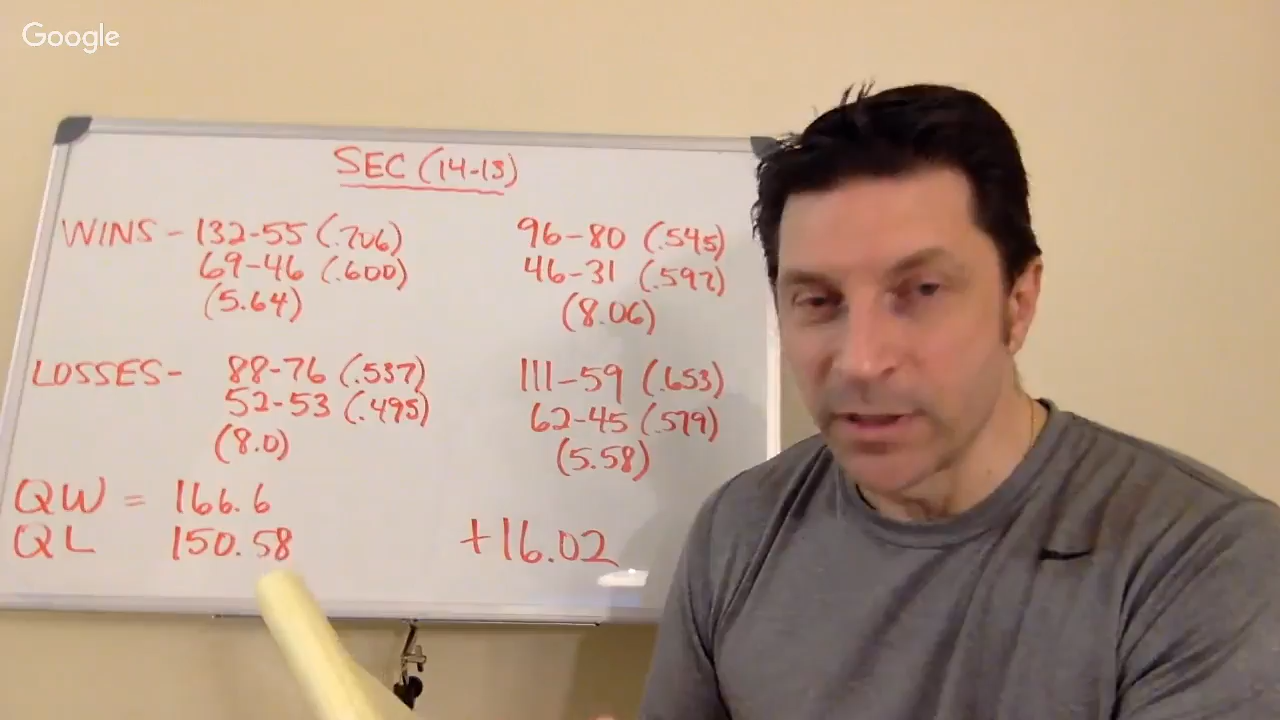 Google
SEC (14-13)
WINS - 132-55 (.706) 96-80 (.545)
69-46 (.600) 46-31 (.597)
(5.64) (8.06)
LOSSES - 88-76 (.537) 111-59 (.653)
52-53 (.495) 62-45 (.579)
(8.0) (5.58)
QW = 166.6
QL 150.58 +16.02